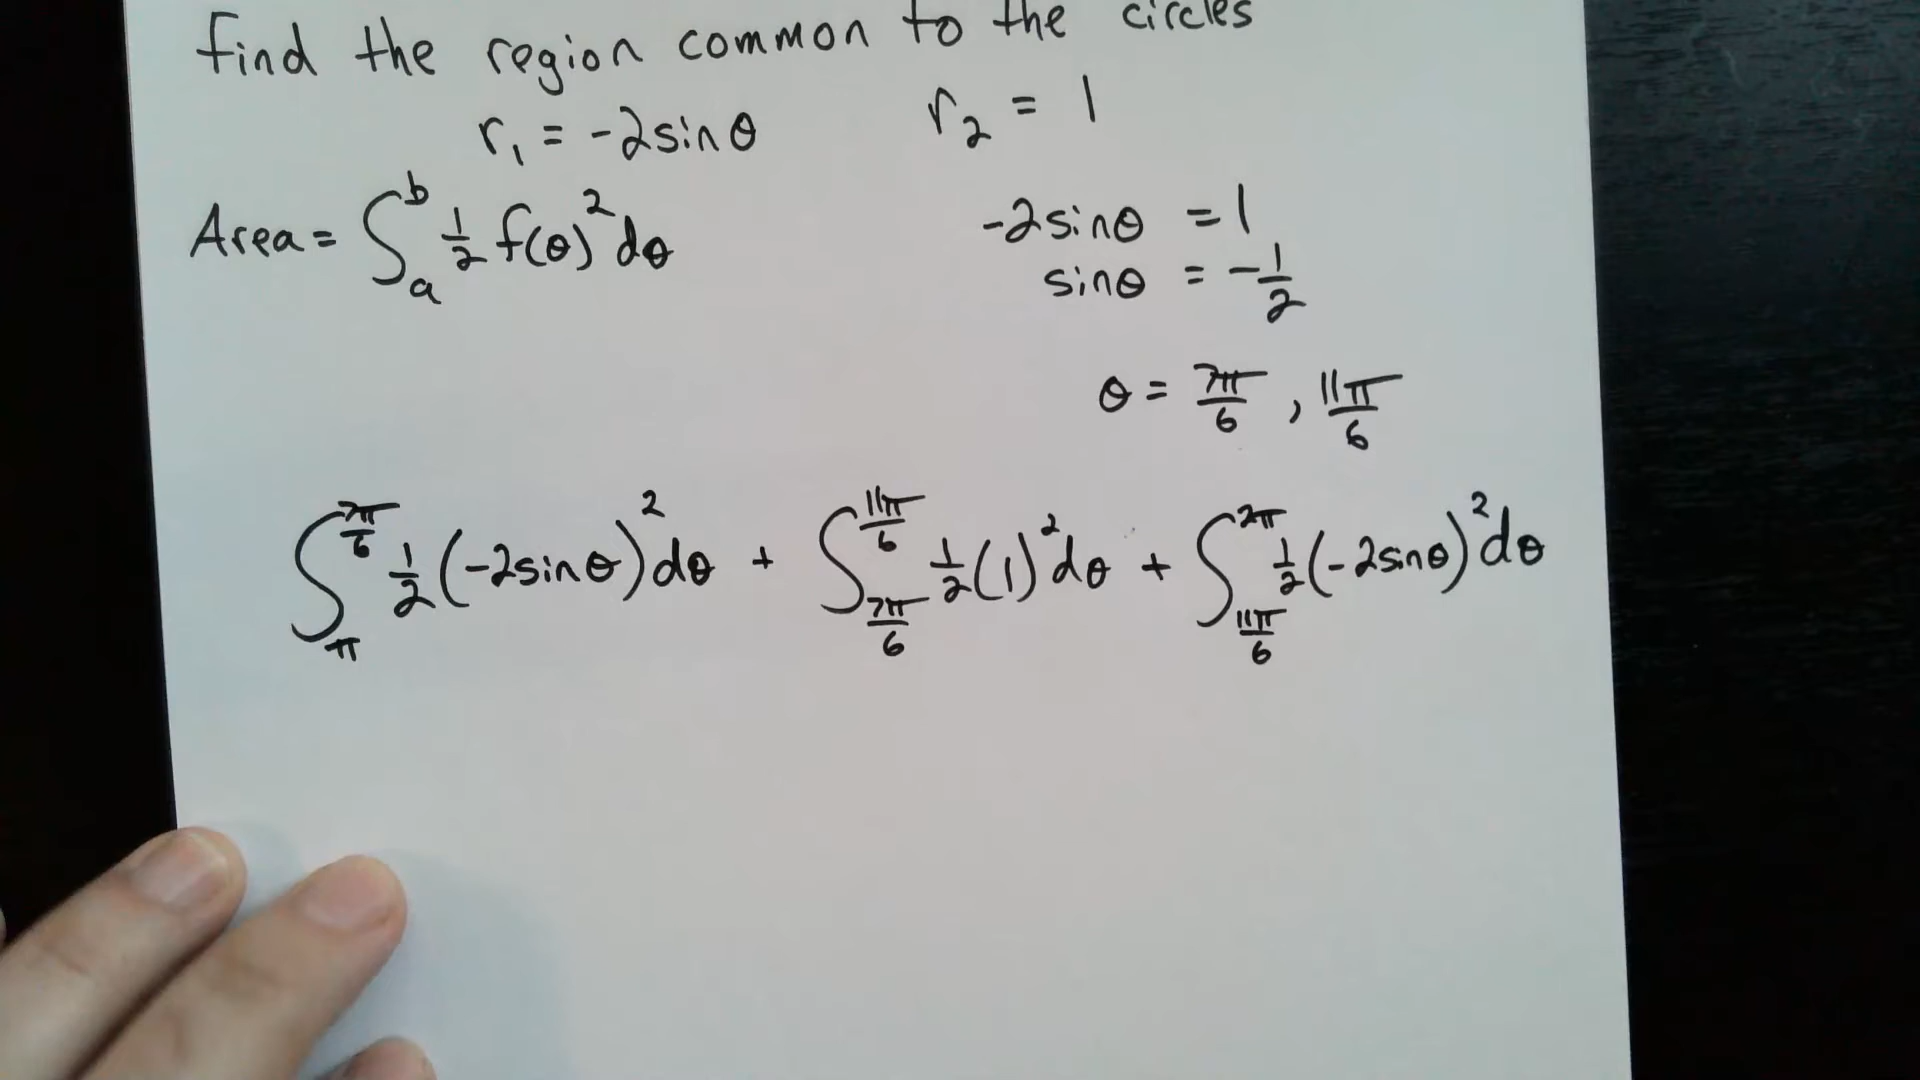 find the region common to the circles
r₁ = -2sinθ r₂ = 1
Area = ∫ₐᵇ ½ f(θ)² dθ
-2sinθ = 1
sinθ = -1/2
θ = 7π/6 , 11π/6
∫_π^{7π/6} ½ (-2sinθ)² dθ + ∫_{7π/6}^{11π/6} ½ (1)² dθ + ∫_{11π/6}^{2π} ½ (-2sinθ)² dθ